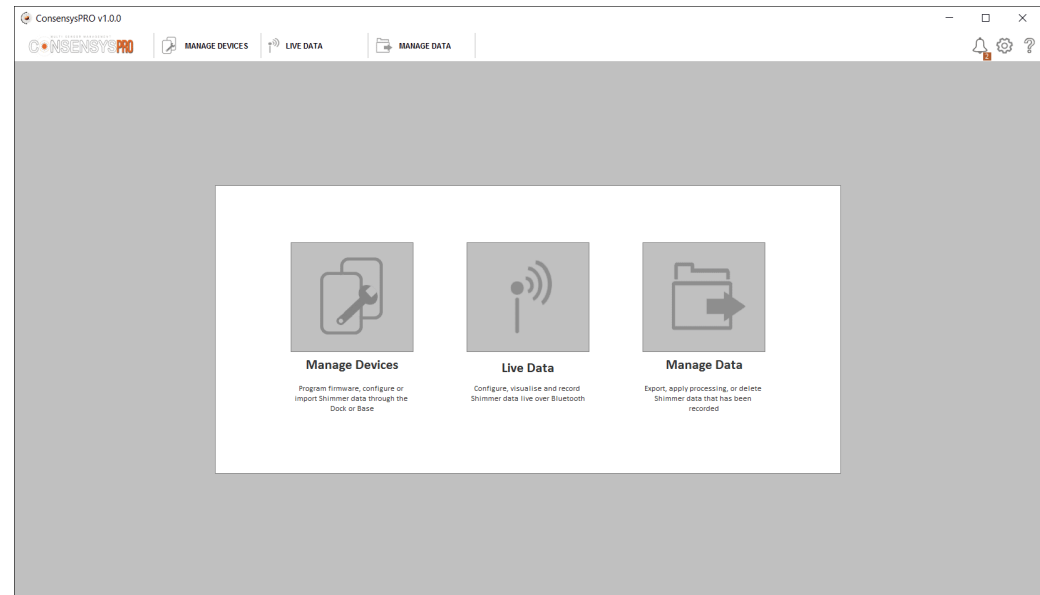 ConsensysPRO v1.0.0
CONSENSYSPRO
MANAGE DEVICES
LIVE DATA
MANAGE DATA
2
Manage Devices
Program firmware, configure or
import Shimmer data through the
Dock or Base
Live Data
Configure, visualise and record
Shimmer data live over Bluetooth
Manage Data
Export, apply processing, or delete
Shimmer data that has been
recorded